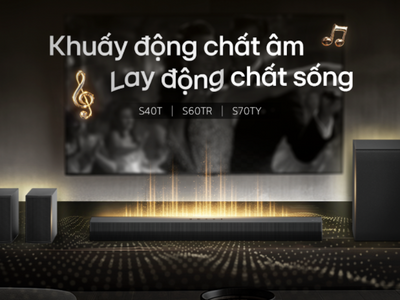 Khuấy động chất âm
Lay động chất sống
S40T | S60TR | S70TY